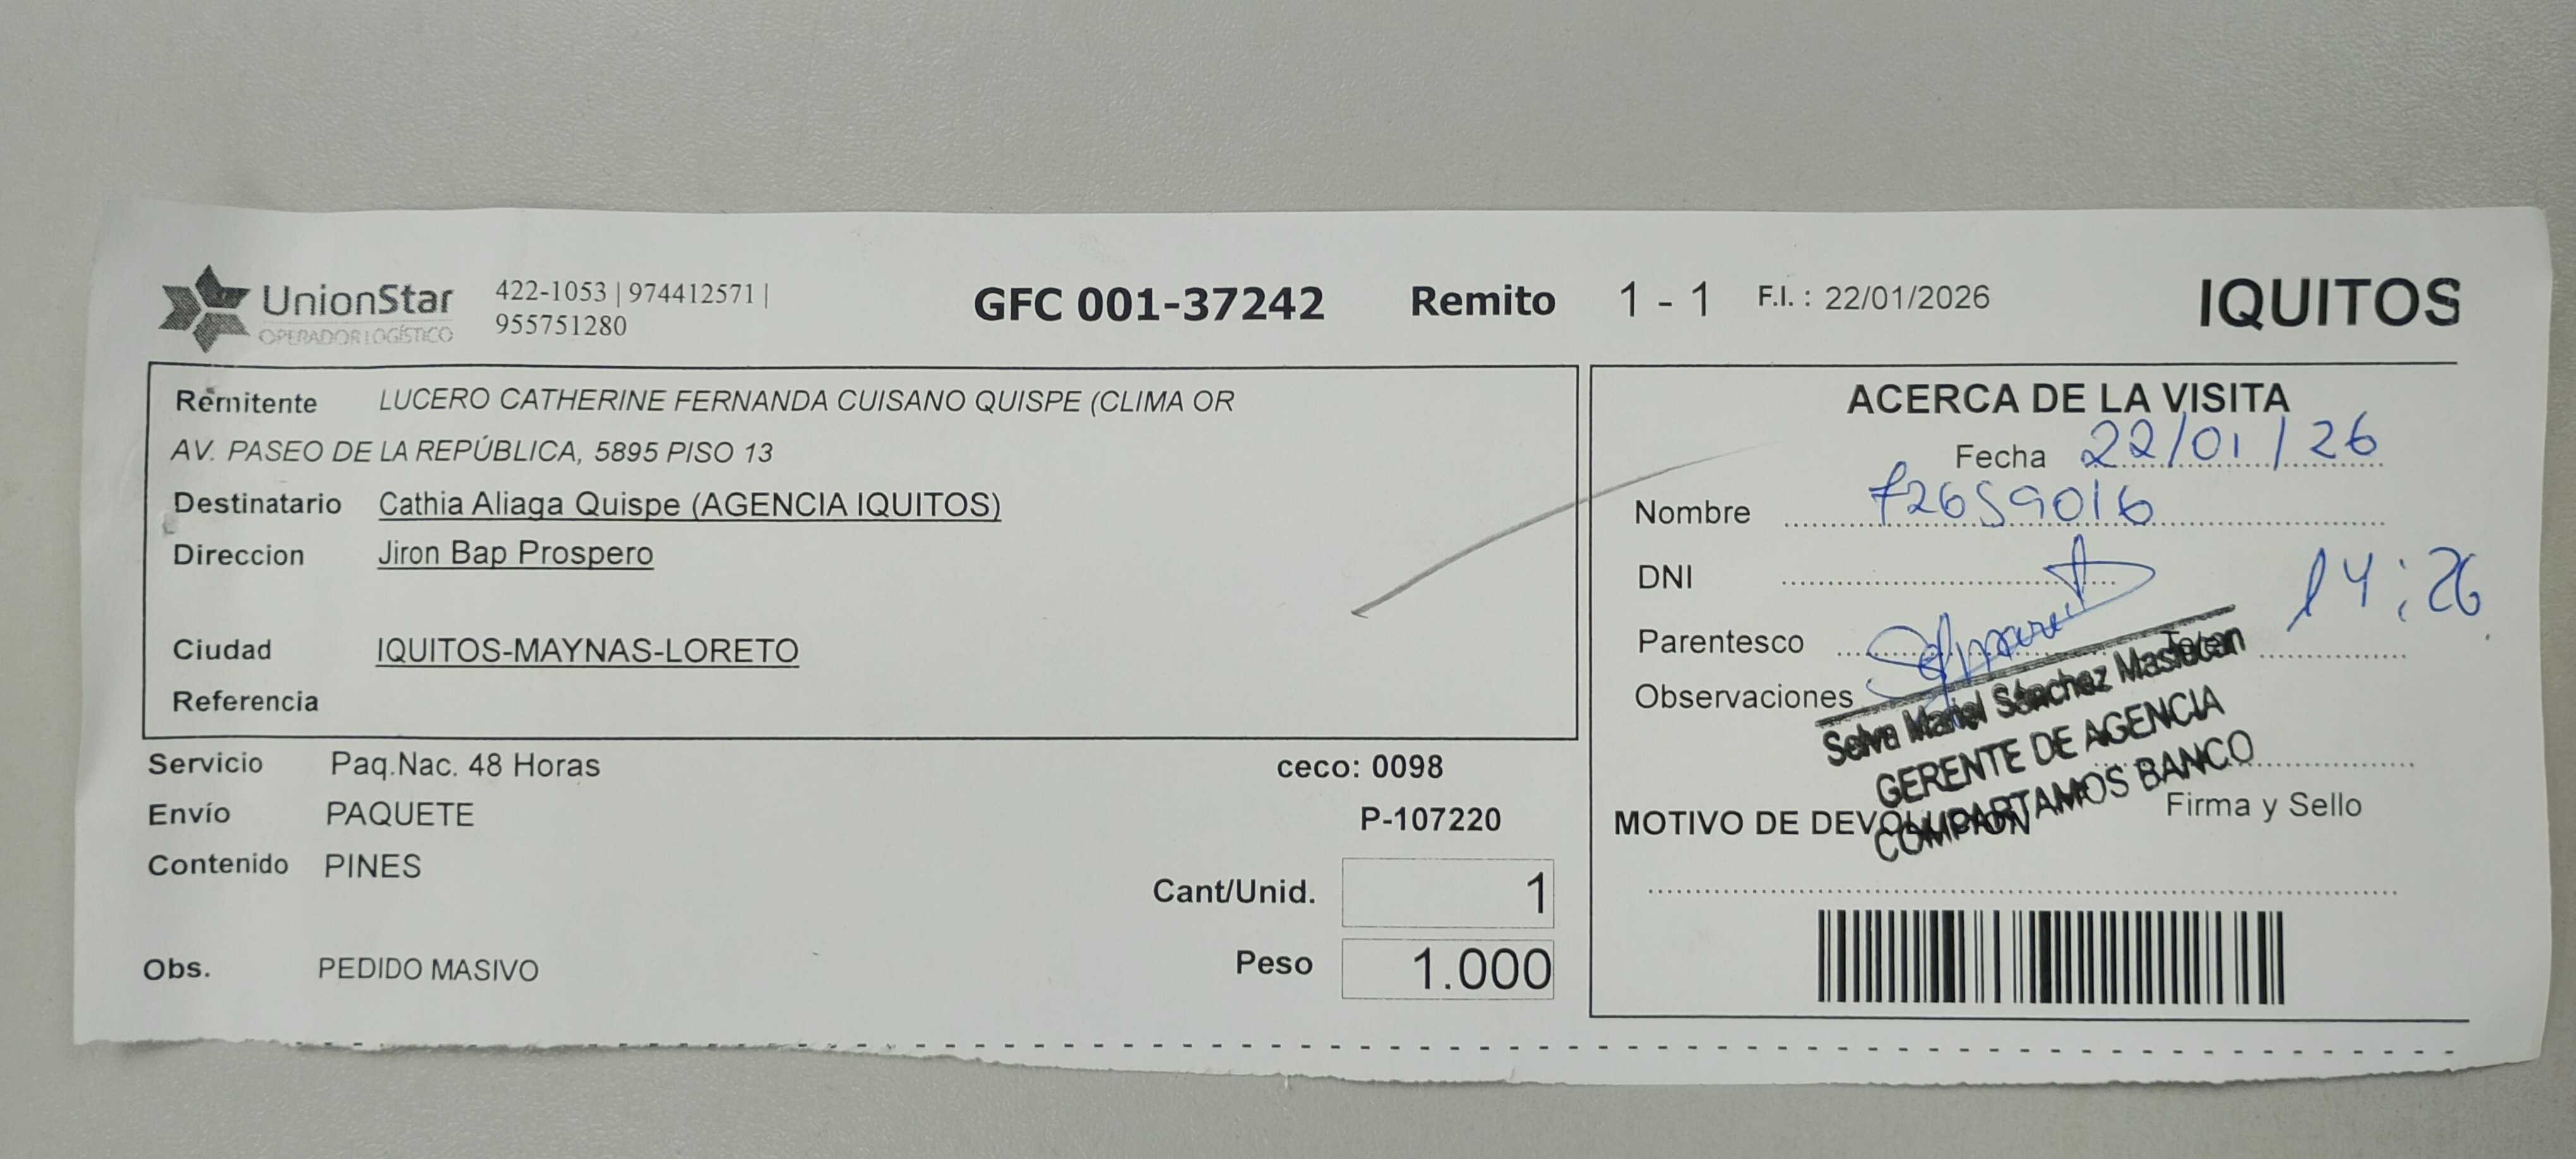 UnionStar
OPERADOR LOGÍSTICO
422-1053 | 974412571 |
955751280
GFC 001-37242 Remito 1 - 1 F.I. : 22/01/2026 IQUITOS
Remitente LUCERO CATHERINE FERNANDA CUISANO QUISPE (CLIMA OR
AV. PASEO DE LA REPÚBLICA, 5895 PISO 13
Destinatario Cathia Aliaga Quispe (AGENCIA IQUITOS)
Direccion Jiron Bap Prospero
Ciudad IQUITOS-MAYNAS-LORETO
Referencia
Servicio Paq.Nac. 48 Horas
ceco: 0098
Envío PAQUETE
P-107220
Contenido PINES
Cant/Unid. 1
Obs. PEDIDO MASIVO
Peso 1.000
ACERCA DE LA VISITA
Fecha 22/01/26
Nombre 72659016
DNI
14:26
Parentesco
Observaciones
Selva Mariel Sánchez
GERENTE DE AGENCIA
COMPARTAMOS BANCO
Firma y Sello
MOTIVO DE DEVOLUCION